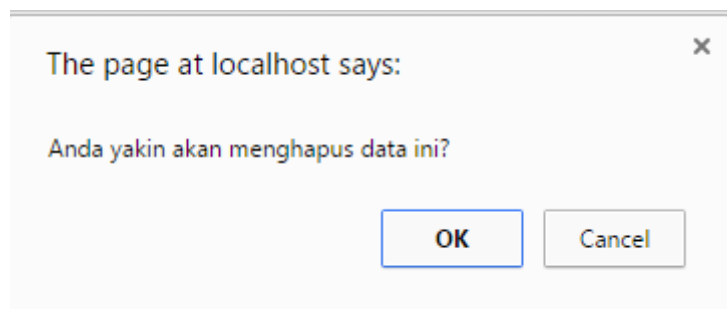 The page at localhost says:
Anda yakin akan menghapus data ini?
OK Cancel